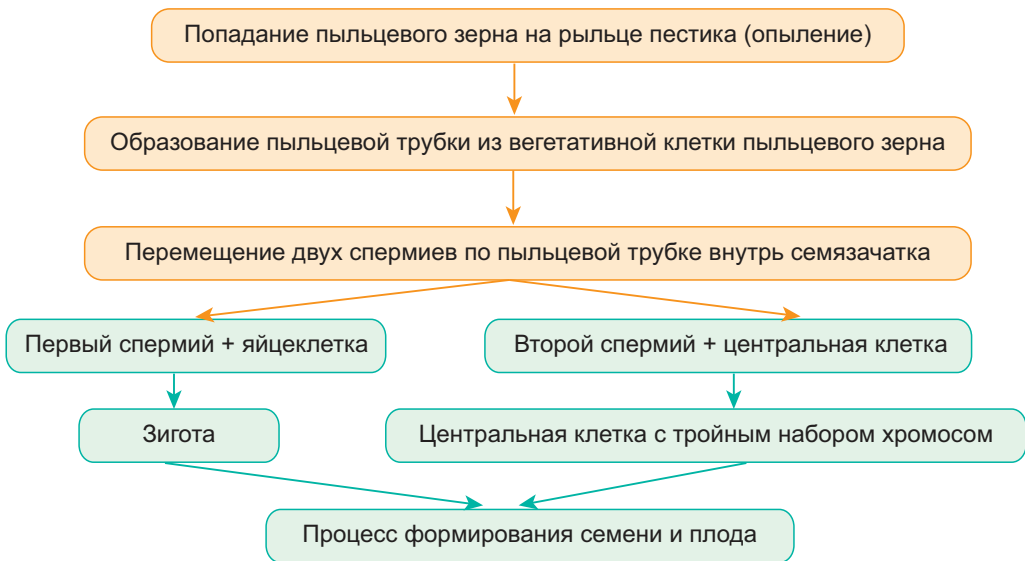 Попадание пыльцевого зерна на рыльце пестика (опыление)
Образование пыльцевой трубки из вегетативной клетки пыльцевого зерна
Перемещение двух спермиев по пыльцевой трубке внутрь семязачатка
Первый спермий + яйцеклетка
Второй спермий + центральная клетка
Зигота
Центральная клетка с тройным набором хромосом
Процесс формирования семени и плода